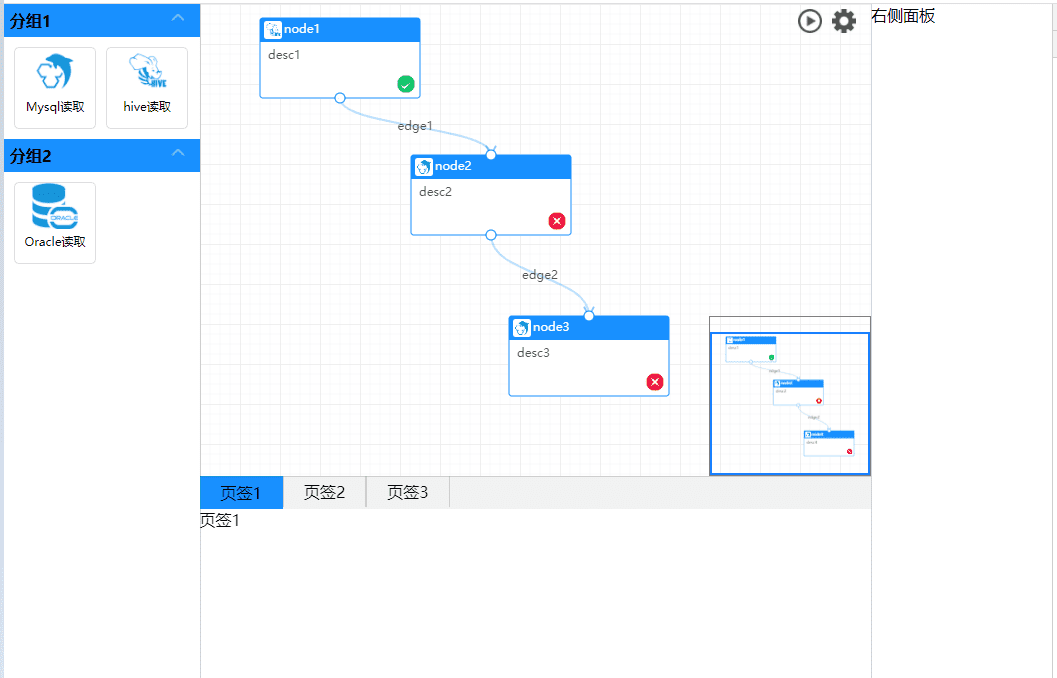 分组1
Mysql读取
HIVE
hive读取
分组2
ORACLE
Oracle读取
node1
desc1
edge1
node2
desc2
edge2
node3
desc3
右侧面板
页签1
页签2
页签3
页签1